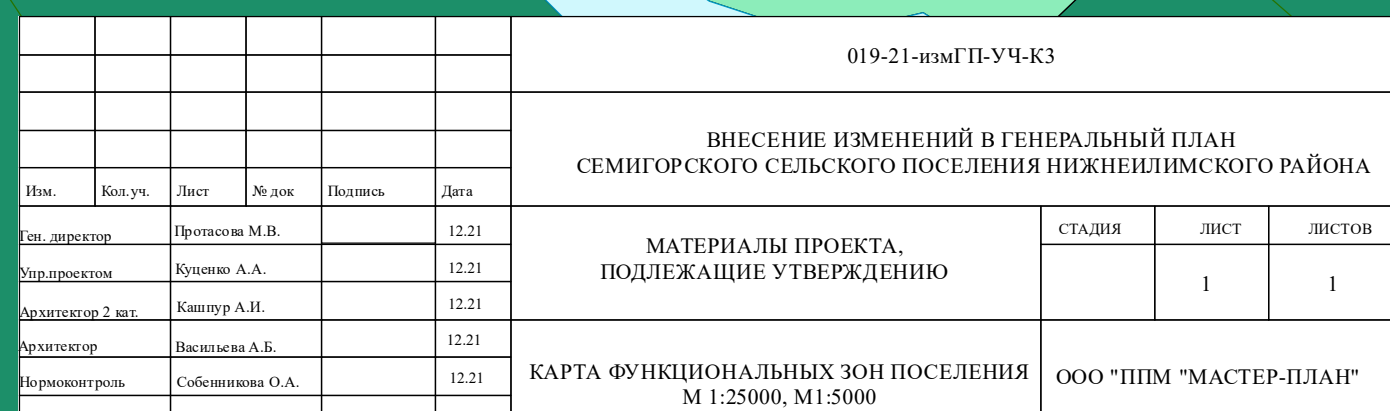 019-21-измГП-УЧ-К3
ВНЕСЕНИЕ ИЗМЕНЕНИЙ В ГЕНЕРАЛЬНЫЙ ПЛАН
СЕМИГОРСКОГО СЕЛЬСКОГО ПОСЕЛЕНИЯ НИЖНЕИЛИМСКОГО РАЙОНА
Изм. Кол.уч. Лист № док Подпись Дата
Ген. директор Протасова М.В. 12.21
Упр.проектом Куценко А.А. 12.21
Архитектор 2 кат. Кашпур А.И. 12.21
Архитектор Васильева А.Б. 12.21
Нормоконтроль Собенникова О.А. 12.21
МАТЕРИАЛЫ ПРОЕКТА,
ПОДЛЕЖАЩИЕ УТВЕРЖДЕНИЮ
СТАДИЯ ЛИСТ ЛИСТОВ
1 1
КАРТА ФУНКЦИОНАЛЬНЫХ ЗОН ПОСЕЛЕНИЯ
М 1:25000, М1:5000
ООО "ППМ "МАСТЕР-ПЛАН"